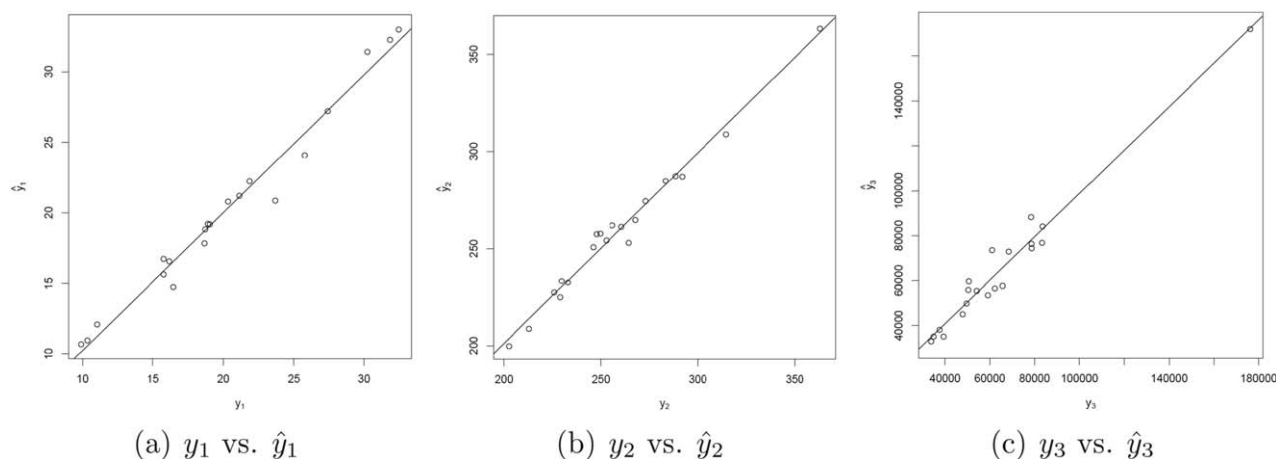 30
25
20
15
10
ŷ₁
10 15 20 25 30
y₁
(a) y₁ vs. ŷ₁
350
300
250
200
ŷ₂
200 250 300 350
y₂
(b) y₂ vs. ŷ₂
140000
100000
80000
60000
40000
ŷ₃
40000 60000 80000 100000 140000 180000
y₃
(c) y₃ vs. ŷ₃